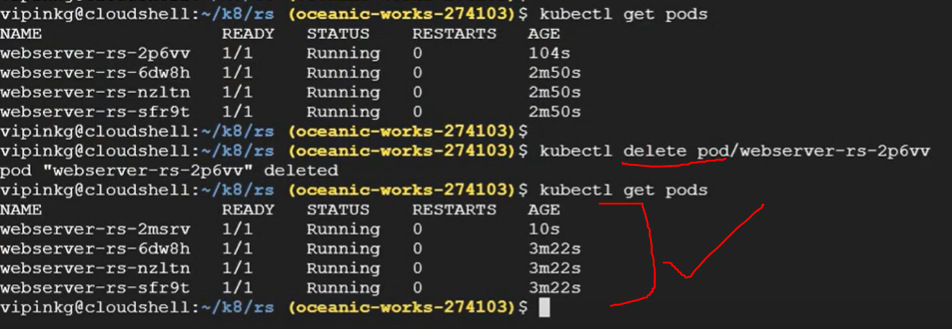 vipinkg@cloudshell:~/k8/rs (oceanic-works-274103)$ kubectl get pods
NAME READY STATUS RESTARTS AGE
webserver-rs-2p6vv 1/1 Running 0 104s
webserver-rs-6dw8h 1/1 Running 0 2m50s
webserver-rs-nzltn 1/1 Running 0 2m50s
webserver-rs-sfr9t 1/1 Running 0 2m50s
vipinkg@cloudshell:~/k8/rs (oceanic-works-274103)$
vipinkg@cloudshell:~/k8/rs (oceanic-works-274103)$ kubectl delete pod/webserver-rs-2p6vv
pod "webserver-rs-2p6vv" deleted
vipinkg@cloudshell:~/k8/rs (oceanic-works-274103)$ kubectl get pods
NAME READY STATUS RESTARTS AGE
webserver-rs-2msrv 1/1 Running 0 10s
webserver-rs-6dw8h 1/1 Running 0 3m22s
webserver-rs-nzltn 1/1 Running 0 3m22s
webserver-rs-sfr9t 1/1 Running 0 3m22s
vipinkg@cloudshell:~/k8/rs (oceanic-works-274103)$